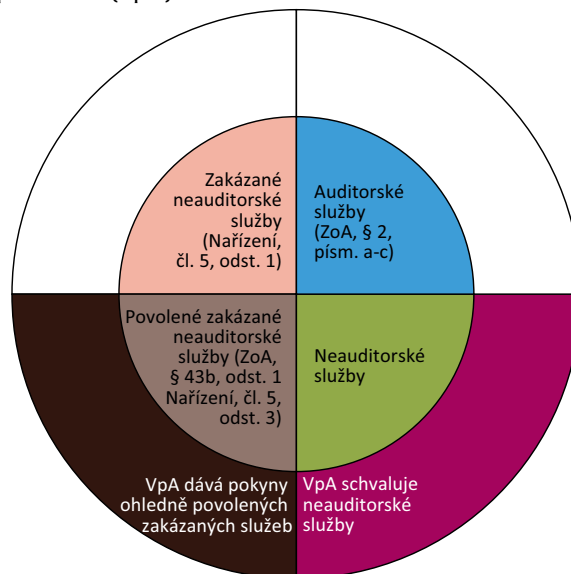 Zakázané
neauditorské
služby
(Nařízení,
čl. 5, odst. 1)
Auditorské
služby
(ZoA, § 2,
písm. a-c)
Povolené zakázané
neauditorské
služby (ZoA,
§ 43b, odst. 1
Nařízení, čl. 5,
odst. 3)
Neauditorské
služby
VpA dává pokyny
ohledně povolených
zakázaných služeb
VpA schvaluje
neauditorské
služby